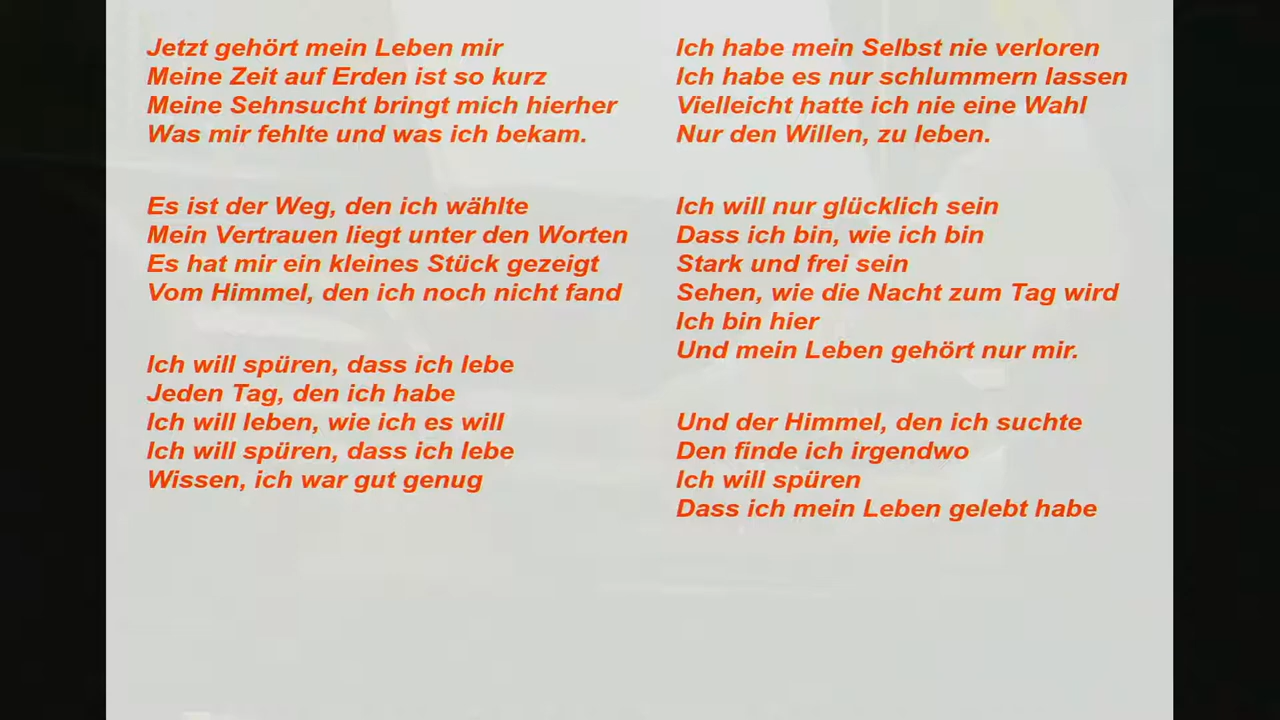 Jetzt gehört mein Leben mir
Meine Zeit auf Erden ist so kurz
Meine Sehnsucht bringt mich hierher
Was mir fehlte und was ich bekam.
Es ist der Weg, den ich wählte
Mein Vertrauen liegt unter den Worten
Es hat mir ein kleines Stück gezeigt
Vom Himmel, den ich noch nicht fand
Ich will spüren, dass ich lebe
Jeden Tag, den ich habe
Ich will leben, wie ich es will
Ich will spüren, dass ich lebe
Wissen, ich war gut genug
Ich habe mein Selbst nie verloren
Ich habe es nur schlummern lassen
Vielleicht hatte ich nie eine Wahl
Nur den Willen, zu leben.
Ich will nur glücklich sein
Dass ich bin, wie ich bin
Stark und frei sein
Sehen, wie die Nacht zum Tag wird
Ich bin hier
Und mein Leben gehört nur mir.
Und der Himmel, den ich suchte
Den finde ich irgendwo
Ich will spüren
Dass ich mein Leben gelebt habe